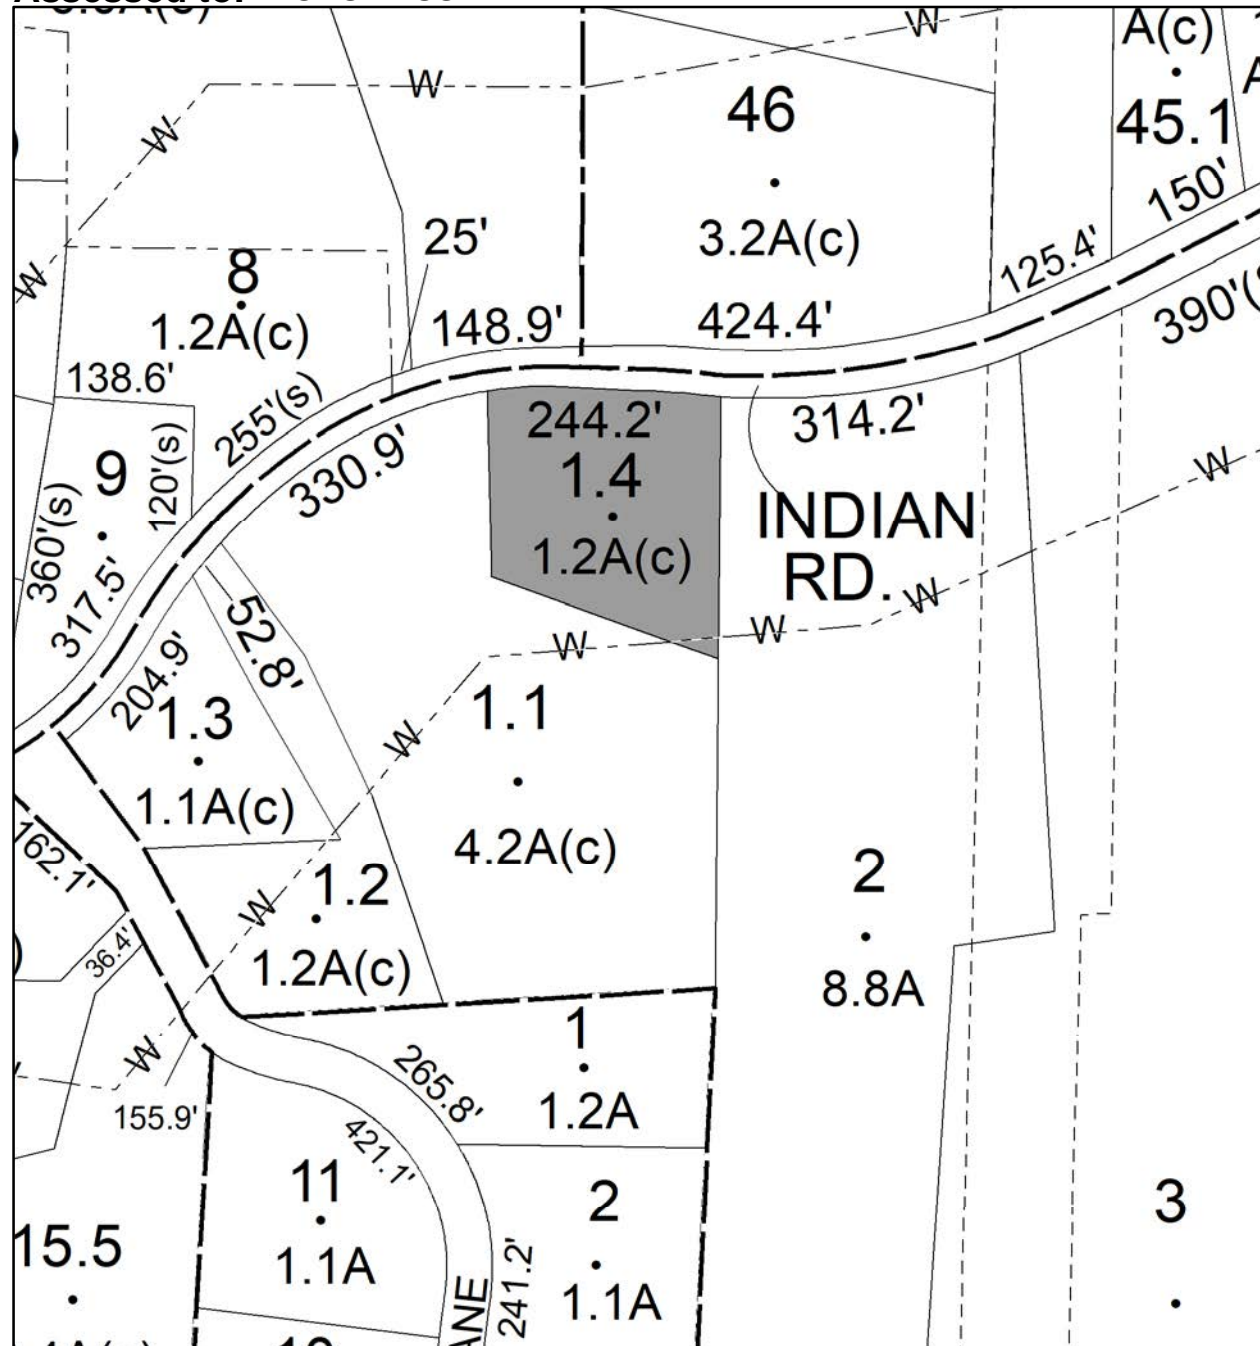 W
A(c)
W
46
45.1
W
150'
25'
3.2A(c)
125.4'
8
W
1.2A(c)
148.9'
424.4'
138.6'
255'(s)
244.2'
314.2'
9
120'(s)
330.9'
1.4
W
360'(s)
INDIAN
1.2A(c)
RD.
317.5'
W
52.8'
W
W
204.9'
1.3
1.1
W
1.1A(c)
4.2A(c)
162.1'
2
1.2
W
36.4'
1.2A(c)
8.8A
1
W
265.8'
155.9'
1.2A
421.1'
11
2
3
15.5
1.1A
241.2'
1.1A